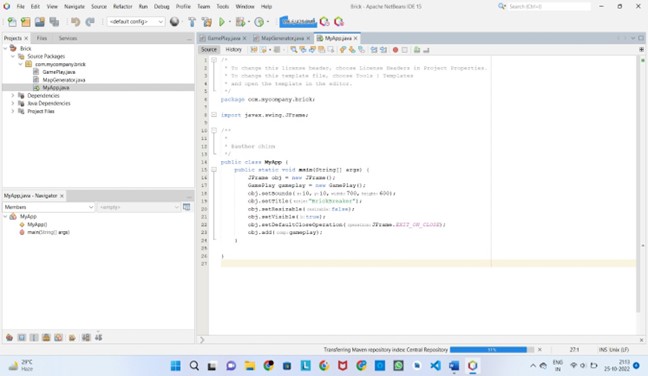 File Edit View Navigate Source Refactor Run Debug Profile Team Tools Window Help
Brick - Apache NetBeans IDE 15
Search (Ctrl+I)
<default config>
Projects
Files
Services
Brick
Source Packages
com.mycompany.brick
GamePlay.java
MapGenerator.java
MyApp.java
Dependencies
Java Dependencies
Project Files
MyApp.java - Navigator
Members
<empty>
MyApp
MyApp()
main(String[] args)
GamePlay.java
MapGenerator.java
MyApp.java
Source
History
1 /*
2 * To change this license header, choose License Headers in Project Properties.
3 * To change this template file, choose Tools | Templates
4 * and open the template in the editor.
5 */
6 package com.mycompany.brick;
7
8 import javax.swing.JFrame;
9
10 /**
11 *
12 * @author
13 */
14 public class MyApp {
15 public static void main(String[] args) {
16 JFrame obj = new JFrame();
17 GamePlay gameplay = new GamePlay();
18 obj.setBounds(10, 10, 700, 600);
19 obj.setTitle("BrickBreaker");
20 obj.setResizable(false);
21 obj.setVisible(true);
22 obj.setDefaultCloseOperation(JFrame.EXIT_ON_CLOSE);
23 obj.add(gameplay);
24 }
25
26 }
27
Transferring Maven repository index: Central Repository
27:1
INS Unix (LF)
29°C
Haze
ENG
IN
21:13
25-10-2022